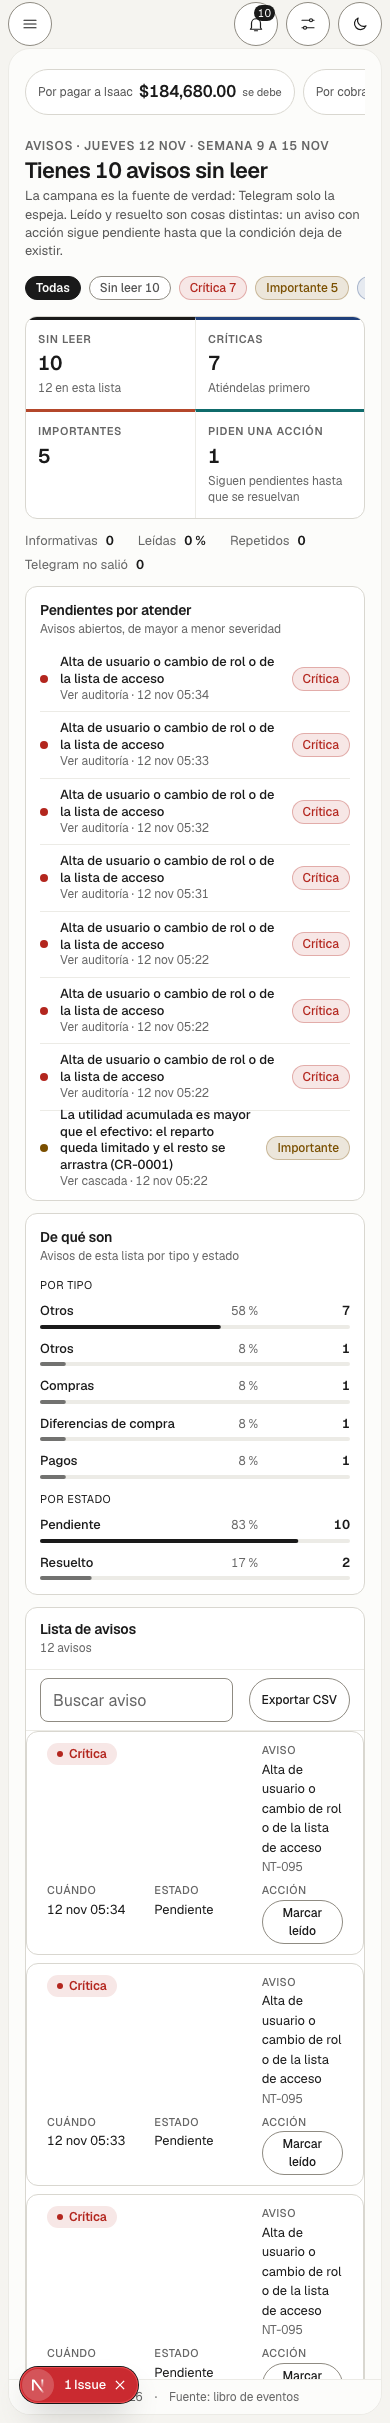 10
Por pagar a Isaac $184,680.00 se debe
Por cobra
AVISOS · JUEVES 12 NOV · SEMANA 9 A 15 NOV
Tienes 10 avisos sin leer
La campana es la fuente de verdad: Telegram solo la
espeja. Leído y resuelto son cosas distintas: un aviso con
acción sigue pendiente hasta que la condición deja de
existir.
Todas
Sin leer 10
Crítica 7
Importante 5
SIN LEER
10
12 en esta lista
CRÍTICAS
7
Atiéndelas primero
IMPORTANTES
5
PIDEN UNA ACCIÓN
1
Siguen pendientes hasta
que se resuelvan
Informativas 0 Leídas 0 % Repetidos 0
Telegram no salió 0
Pendientes por atender
Avisos abiertos, de mayor a menor severidad
Alta de usuario o cambio de rol o de
la lista de acceso
Ver auditoría · 12 nov 05:34
Crítica
Alta de usuario o cambio de rol o de
la lista de acceso
Ver auditoría · 12 nov 05:33
Crítica
Alta de usuario o cambio de rol o de
la lista de acceso
Ver auditoría · 12 nov 05:32
Crítica
Alta de usuario o cambio de rol o de
la lista de acceso
Ver auditoría · 12 nov 05:31
Crítica
Alta de usuario o cambio de rol o de
la lista de acceso
Ver auditoría · 12 nov 05:22
Crítica
Alta de usuario o cambio de rol o de
la lista de acceso
Ver auditoría · 12 nov 05:22
Crítica
Alta de usuario o cambio de rol o de
la lista de acceso
Ver auditoría · 12 nov 05:22
Crítica
La utilidad acumulada es mayor
que el efectivo: el reparto
queda limitado y el resto se
arrastra (CR-0001)
Ver cascada · 12 nov 05:22
Importante
De qué son
Avisos de esta lista por tipo y estado
POR TIPO
Otros 58 % 7
Otros 8 % 1
Compras 8 % 1
Diferencias de compra 8 % 1
Pagos 8 % 1
POR ESTADO
Pendiente 83 % 10
Resuelto 17 % 2
Lista de avisos
12 avisos
Buscar aviso
Exportar CSV
Crítica
AVISO
Alta de
usuario o
cambio de rol
o de la lista
de acceso
NT-095
CUÁNDO
12 nov 05:34
ESTADO
Pendiente
ACCIÓN
Marcar
leído
Crítica
AVISO
Alta de
usuario o
cambio de rol
o de la lista
de acceso
NT-095
CUÁNDO
12 nov 05:33
ESTADO
Pendiente
ACCIÓN
Marcar
leído
Crítica
AVISO
Alta de
usuario o
cambio de rol
o de la lista
de acceso
NT-095
CUÁNDO
ESTADO
Pendiente
ACCIÓN
Marcar
N 1 Issue
26 · Fuente: libro de eventos